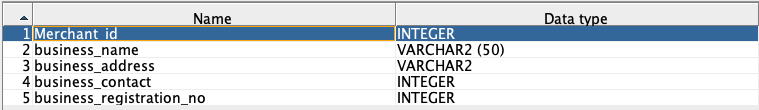 Name Data type
1 Merchant_id INTEGER
2 business_name VARCHAR2 (50)
3 business_address VARCHAR2
4 business_contact INTEGER
5 business_registration_no INTEGER